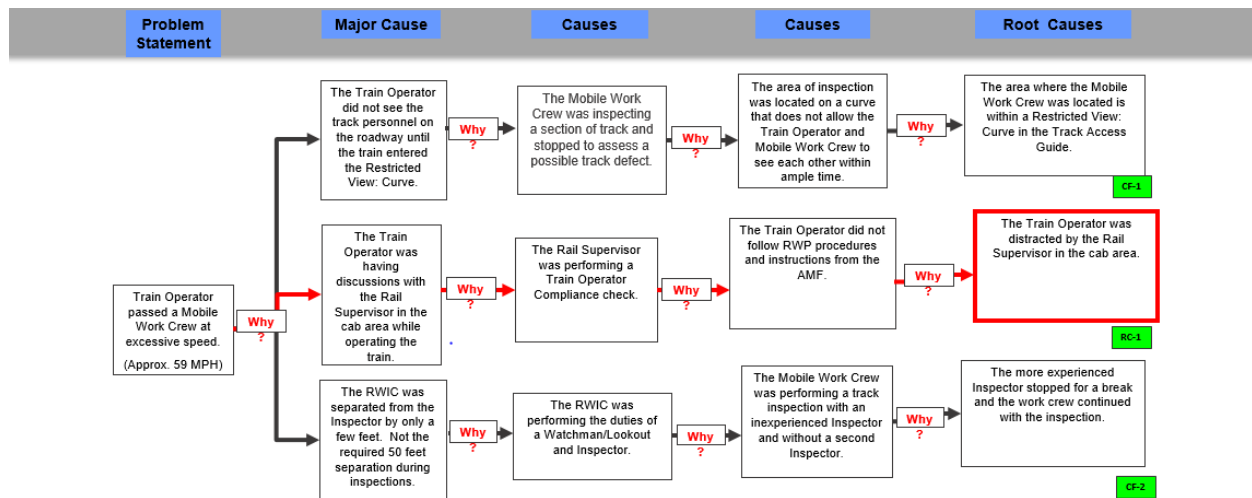 Problem
Statement
Major Cause
Causes
Causes
Root Causes
The Train Operator
did not see the
track personnel on
the roadway until
the train entered
the Restricted
View: Curve.
Why
?
The Mobile Work
Crew was inspecting
a section of track and
stopped to assess a
possible track defect.
Why
?
The area of inspection
was located on a curve
that does not allow the
Train Operator and
Mobile Work Crew to
see each other within
ample time.
Why
?
The area where the Mobile
Work Crew was located is
within a Restricted View:
Curve in the Track Access
Guide.
CF-1
Train Operator
passed a Mobile
Work Crew at
excessive speed.
(Approx. 59 MPH)
Why
?
The Train
Operator was
having
discussions with
the Rail
Supervisor in the
cab area while
operating the
train.
Why
?
The Rail Supervisor
was performing a
Train Operator
Compliance check.
Why
?
The Train Operator did not
follow RWP procedures
and instructions from the
AMF.
Why
?
The Train Operator was
distracted by the Rail
Supervisor in the cab area.
RC-1
The RWIC was
separated from the
Inspector by only a
few feet. Not the
required 50 feet
separation during
inspections.
Why
?
The RWIC was
performing the duties of
a Watchman/Lookout
and Inspector.
Why
?
The Mobile Work Crew
was performing a track
inspection with an
inexperienced Inspector
and without a second
Inspector.
Why
?
The more experienced
Inspector stopped for a break
and the work crew continued
with the inspection.
CF-2